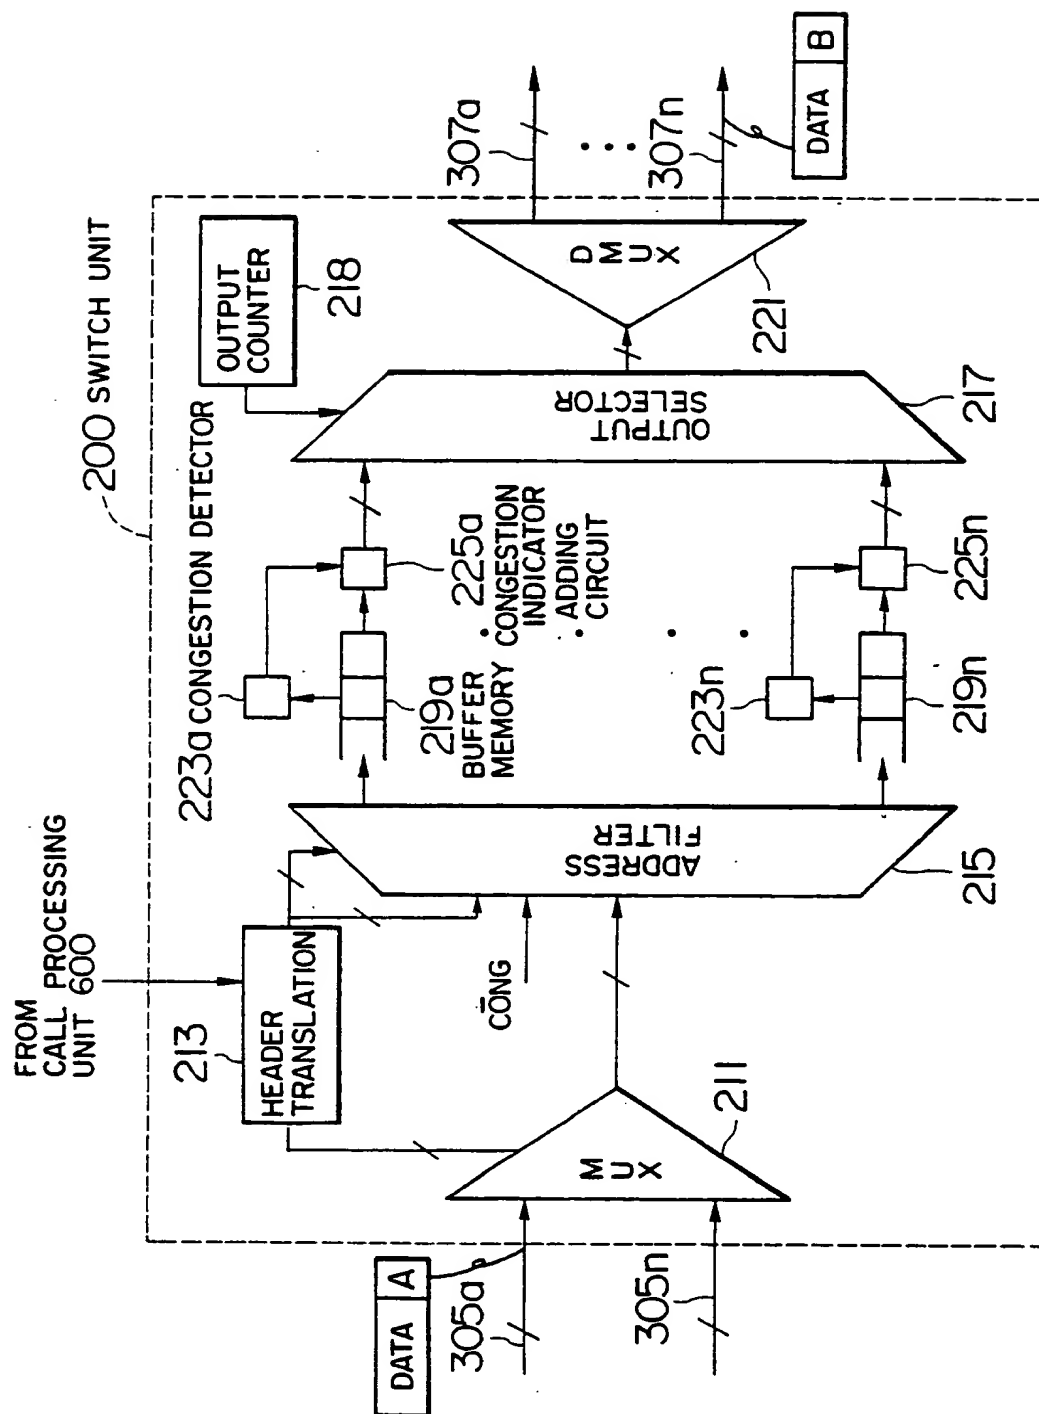 FROM
CALL PROCESSING
UNIT 600
200 SWITCH UNIT
213
HEADER
TRANSLATION
223a CONGESTION DETECTOR
OUTPUT
COUNTER
218
DATA A
305a
305n
MUX
211
CONG
ADDRESS
FILTER
215
219a
BUFFER
MEMORY
225a
CONGESTION
INDICATOR
ADDING
CIRCUIT
223n
219n
225n
OUTPUT
SELECTOR
217
DMUX
221
307a
307n
DATA B